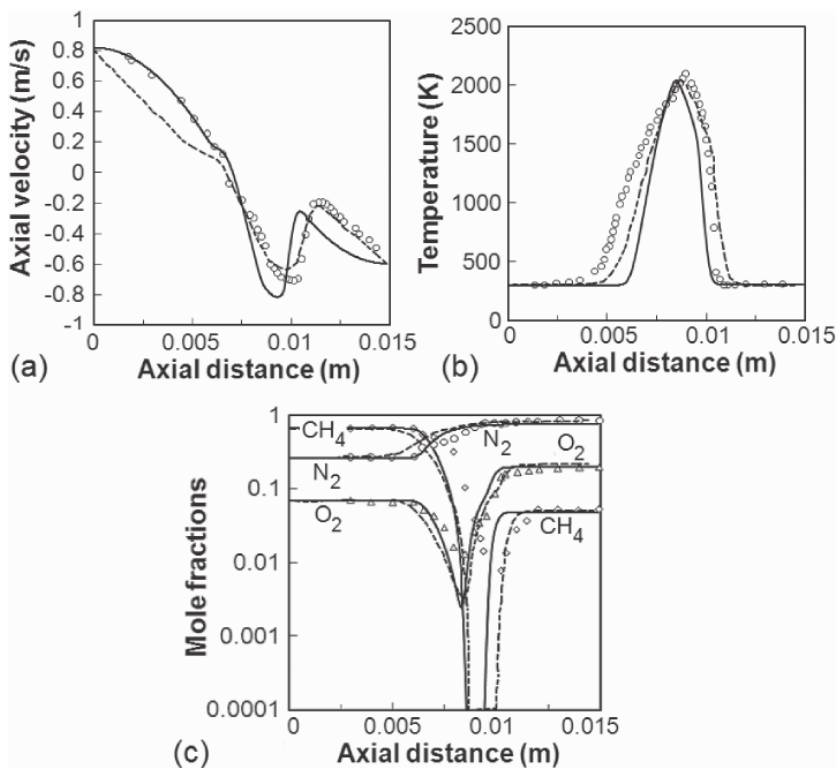 1
0.8
0.6
0.4
0.2
0
-0.2
-0.4
-0.6
-0.8
-1
Axial velocity (m/s)
0 0.005 0.01 0.015
(a) Axial distance (m)
2500
2000
1500
1000
500
0
Temperature (K)
0 0.005 0.01 0.015
(b) Axial distance (m)
1
0.1
0.01
0.001
0.0001
Mole fractions
CH4
N2
O2
N2
O2
CH4
0 0.005 0.01 0.015
(c) Axial distance (m)